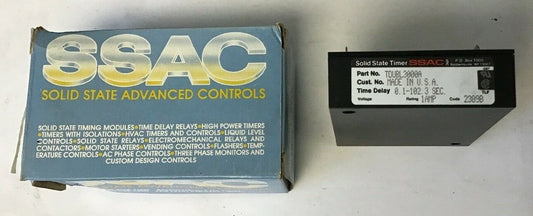 SSAC
SOLID STATE ADVANCED CONTROLS
SOLID STATE TIMING MODULES•TIME DELAY RELAYS•HIGH POWER TIMERS
•TIMERS WITH ISOLATIONS•HVAC TIMERS AND CONTROLS•LIQUID LEVEL
CONTROLS•SOLID STATE RELAYS•ELECTROMECHANICAL RELAYS AND
CONTACTORS•MOTOR STARTERS•VENDING CONTROLS•FLASHERS•TEMP-
ERATURE CONTROLS•AC PHASE CONTROLS•THREE PHASE MONITORS AND
CUSTOM DESIGN CONTROLS
Solid State Timer SSAC
P.O. Box 1000
Part No. TDUBL3000A
Cust. No. MADE IN U.S.A.
Time Delay 0.1-102.3 SEC.
Voltage Rating 1AMP Code 2389B